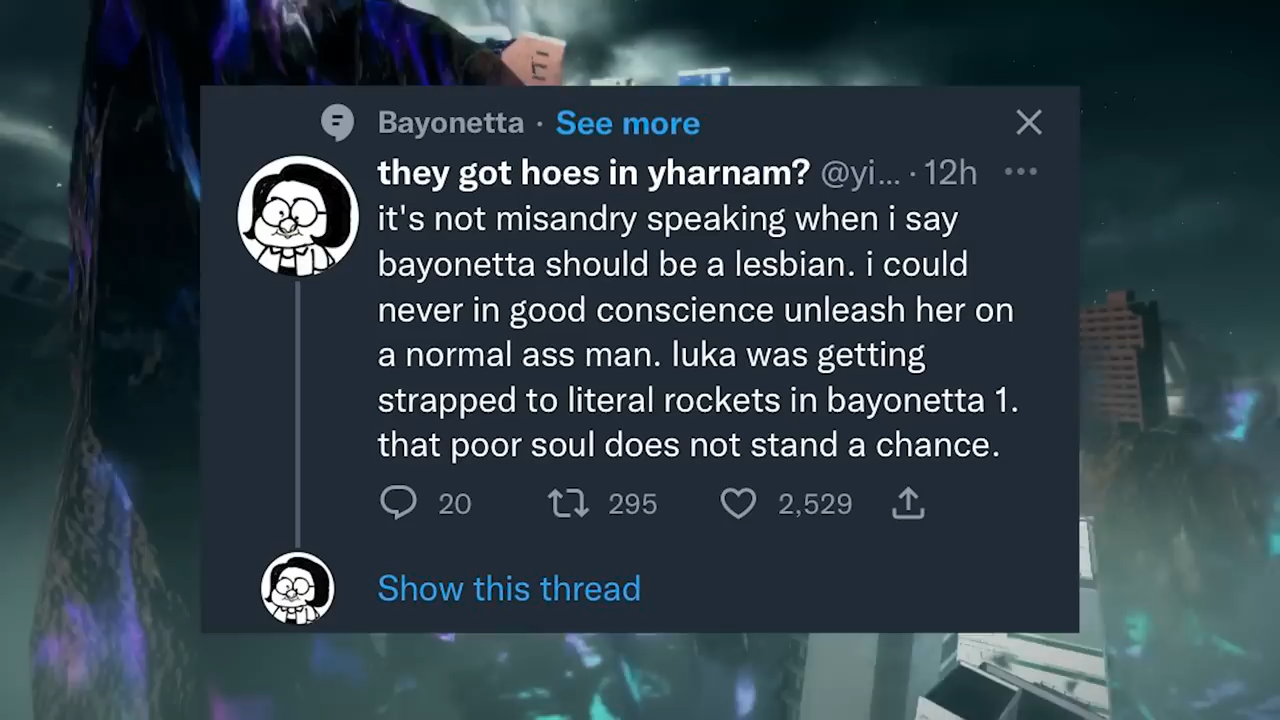 Bayonetta · See more
they got hoes in yharnam? @yi... · 12h
it's not misandry speaking when i say
bayonetta should be a lesbian. i could
never in good conscience unleash her on
a normal ass man. luka was getting
strapped to literal rockets in bayonetta 1.
that poor soul does not stand a chance.
20 295 2,529
Show this thread